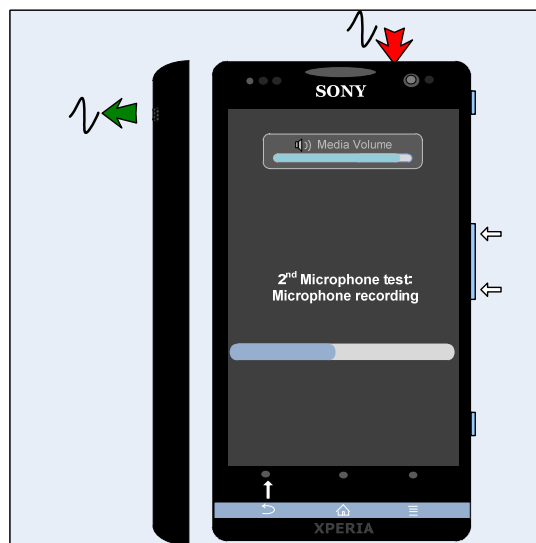 SONY
Media Volume
2nd Microphone test:
Microphone recording
XPERIA